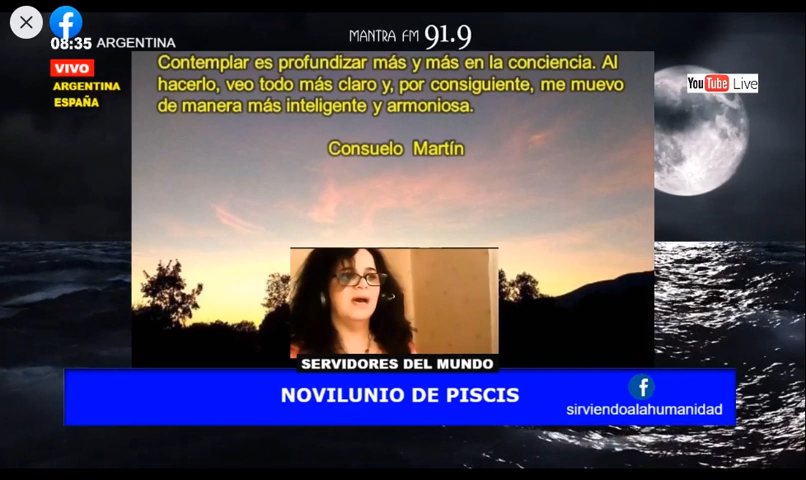 MANTRA FM 91.9
08:35 ARGENTINA
VIVO
ARGENTINA
ESPAÑA
YouTube Live
Contemplar es profundizar más y más en la conciencia. Al
hacerlo, veo todo más claro y, por consiguiente, me muevo
de manera más inteligente y armoniosa.
Consuelo Martín
SERVIDORES DEL MUNDO
NOVILUNIO DE PISCIS
sirviendoalahumanidad